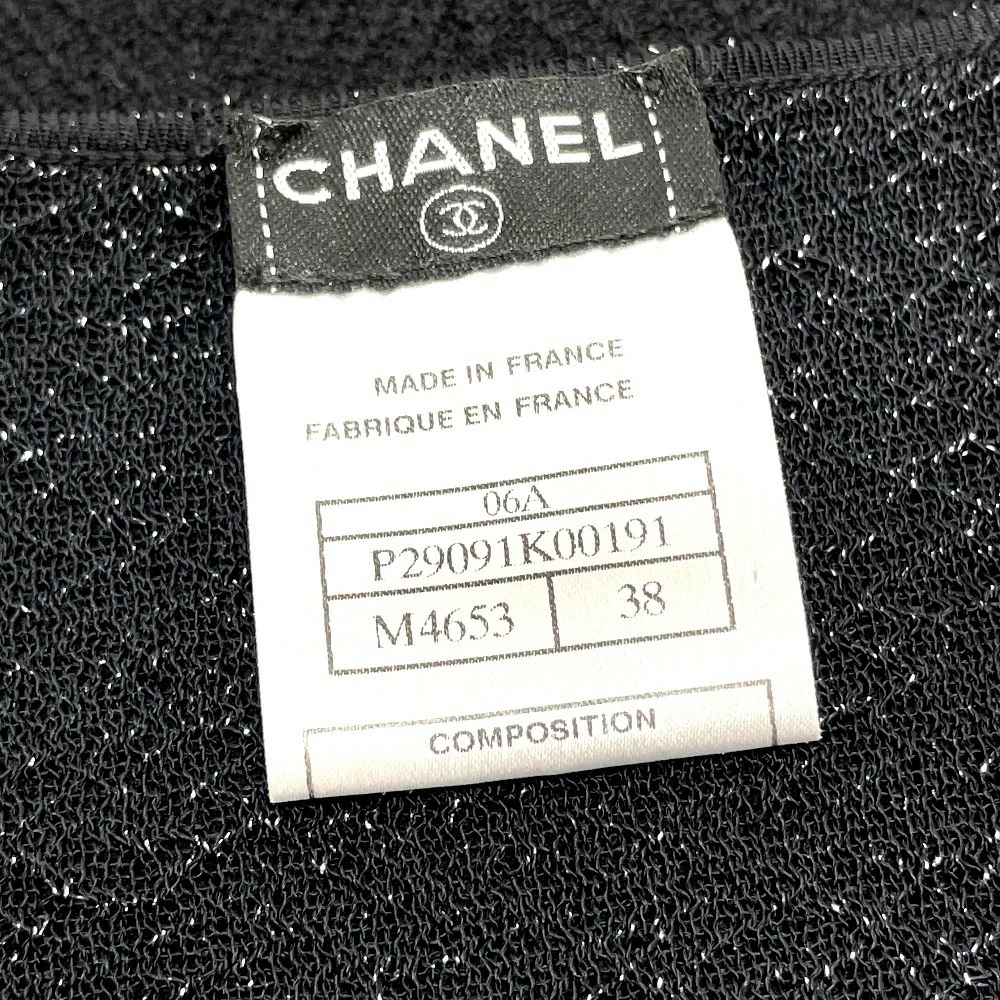 CHANEL
MADE IN FRANCE
FABRIQUE EN FRANCE
06A
P29091K00191
M4653 38
COMPOSITION